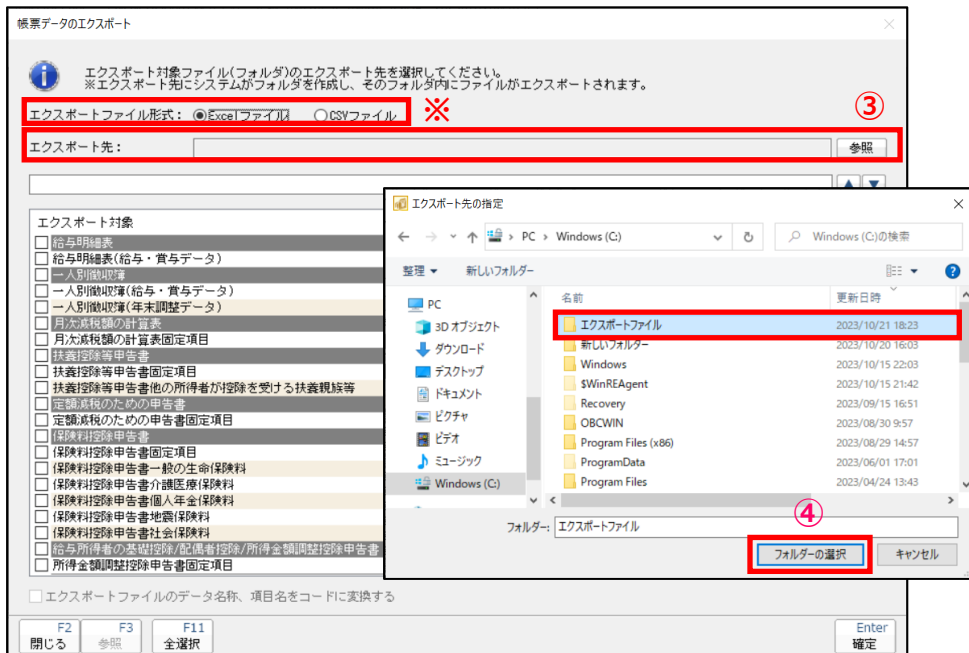 帳票データのエクスポート
エクスポート対象ファイル(フォルダ)のエクスポート先を選択してください。
※エクスポート先にシステムがフォルダを作成し、そのフォルダ内にファイルがエクスポートされます。
エクスポートファイル形式： Excelファイル CSVファイル ※
③
エクスポート先： 参照
エクスポート対象
給与明細表
給与明細表(給与・賞与データ)
一人別徴収簿
一人別徴収簿(給与・賞与データ)
一人別徴収簿(年末調整データ)
月次減税額の計算表
月次減税額の計算表固定項目
扶養控除等申告書
扶養控除等申告書固定項目
扶養控除等申告書他の所得者が控除を受ける扶養親族等
定額減税のための申告書
定額減税のための申告書固定項目
保険料控除申告書
保険料控除申告書固定項目
保険料控除申告書一般の生命保険料
保険料控除申告書介護医療保険料
保険料控除申告書個人年金保険料
保険料控除申告書地震保険料
保険料控除申告書社会保険料
給与所得者の基礎控除/配偶者控除/所得金額調整控除申告書
所得金額調整控除申告書固定項目
エクスポートファイルのデータ名称、項目名をコードに変換する
F2 閉じる
F3 参照
F11 全選択
Enter 確定
エクスポート先の指定
PC › Windows (C:)
Windows (C:)の検索
整理 新しいフォルダー
PC
3D オブジェクト
ダウンロード
デスクトップ
ドキュメント
ピクチャ
ビデオ
ミュージック
Windows (C:)
名前 更新日時
エクスポートファイル 2023/10/21 18:23
新しいフォルダー 2023/10/20 16:03
Windows 2023/10/15 22:03
$WinREAgent 2023/10/15 21:42
Recovery 2023/09/15 16:51
OBCWIN 2023/08/30 9:57
Program Files (x86) 2023/08/29 14:57
ProgramData 2023/06/01 17:01
Program Files 2023/04/24 13:43
フォルダー: エクスポートファイル
④
フォルダーの選択 キャンセル